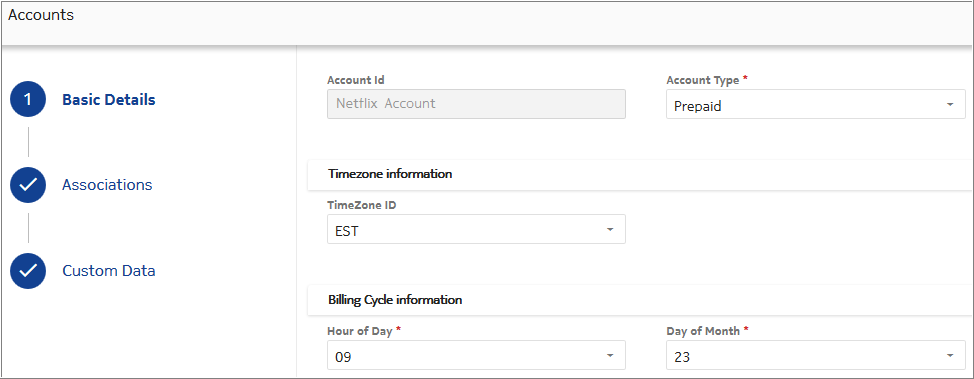 Accounts
1 Basic Details
Associations
Custom Data
Account Id Account Type *
Netflix Account Prepaid
Timezone information
TimeZone ID
EST
Billing Cycle information
Hour of Day * Day of Month *
09 23